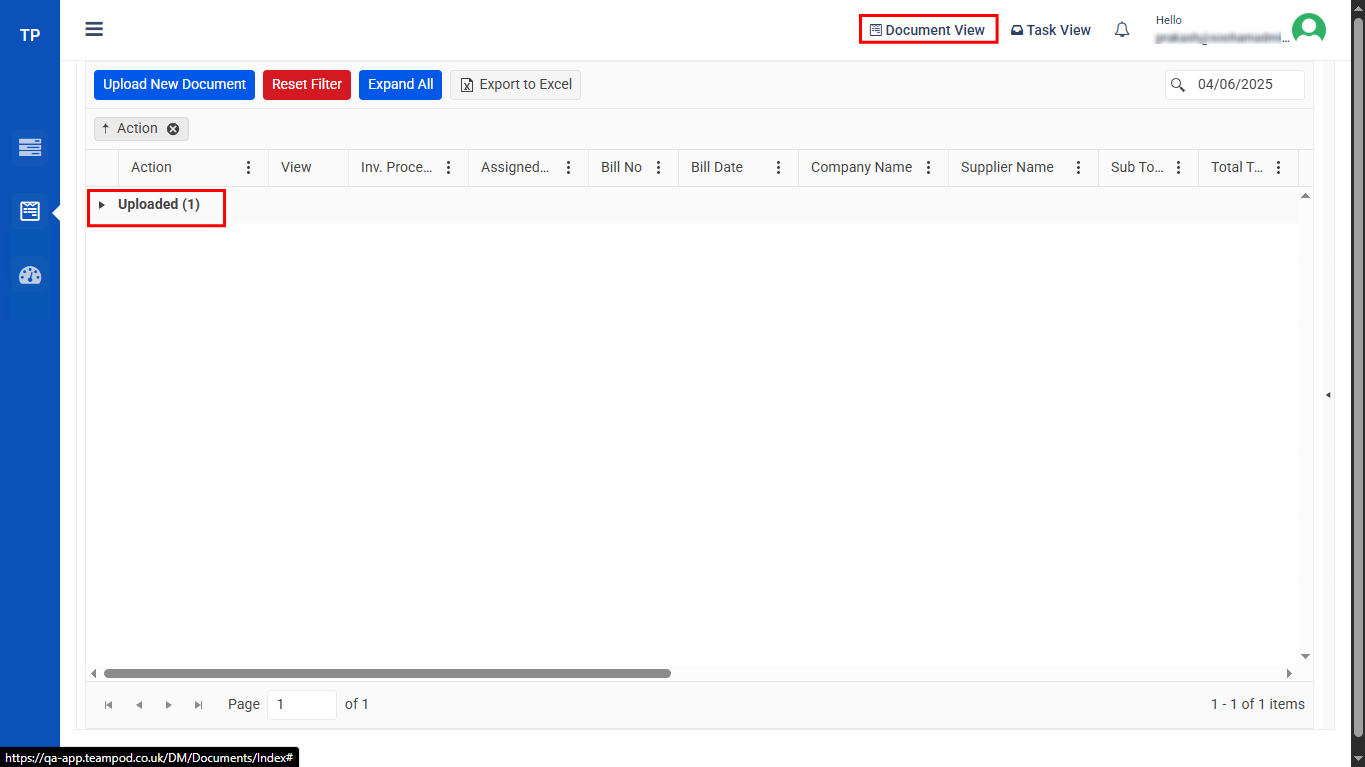 TP
Document View
Task View
Hello
Upload New Document
Reset Filter
Expand All
Export to Excel
04/06/2025
↑ Action
Action
View
Inv. Proce...
Assigned...
Bill No
Bill Date
Company Name
Supplier Name
Sub To...
Total T...
Uploaded (1)
Page 1 of 1
1 - 1 of 1 items
https://qa-app.teampod.co.uk/DM/Documents/Index#